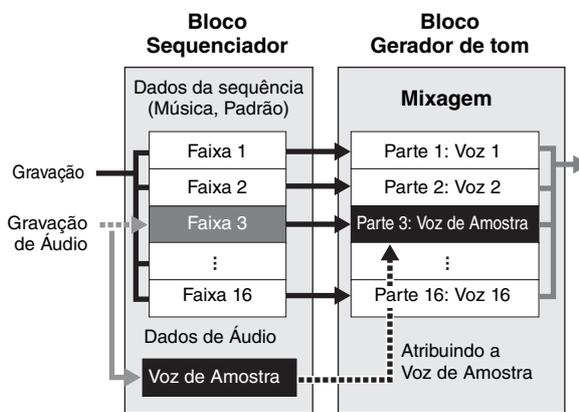 Bloco
Sequenciador
Bloco
Gerador de tom
Dados da sequência
(Música, Padrão)
Mixagem
Gravação
Faixa 1
Parte 1: Voz 1
Faixa 2
Parte 2: Voz 2
Gravação
de Áudio
Faixa 3
Parte 3: Voz de Amostra
⋮
⋮
Faixa 16
Parte 16: Voz 16
Dados de Áudio
Voz de Amostra
Atribuindo a
Voz de Amostra